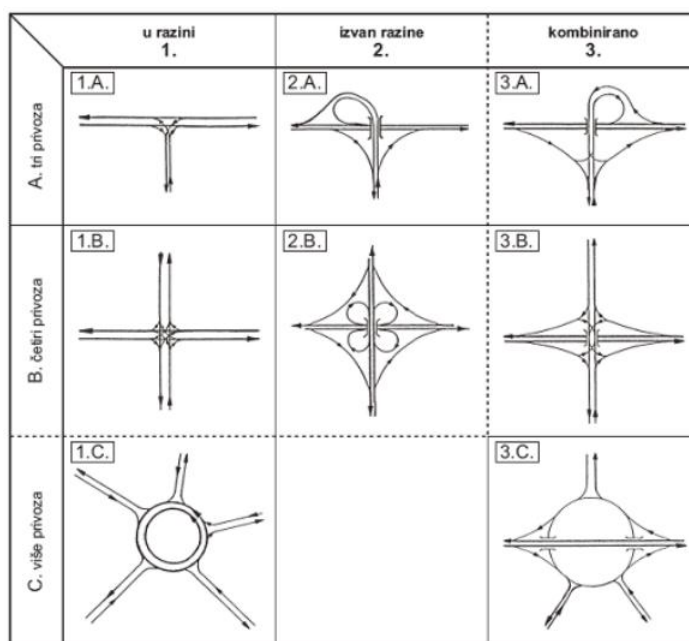 u razini
1.
izvan razine
2.
kombinirano
3.
A. tri privoza
1.A.
2.A.
3.A.
B. četiri privoza
1.B.
2.B.
3.B.
C. više privoza
1.C.
3.C.